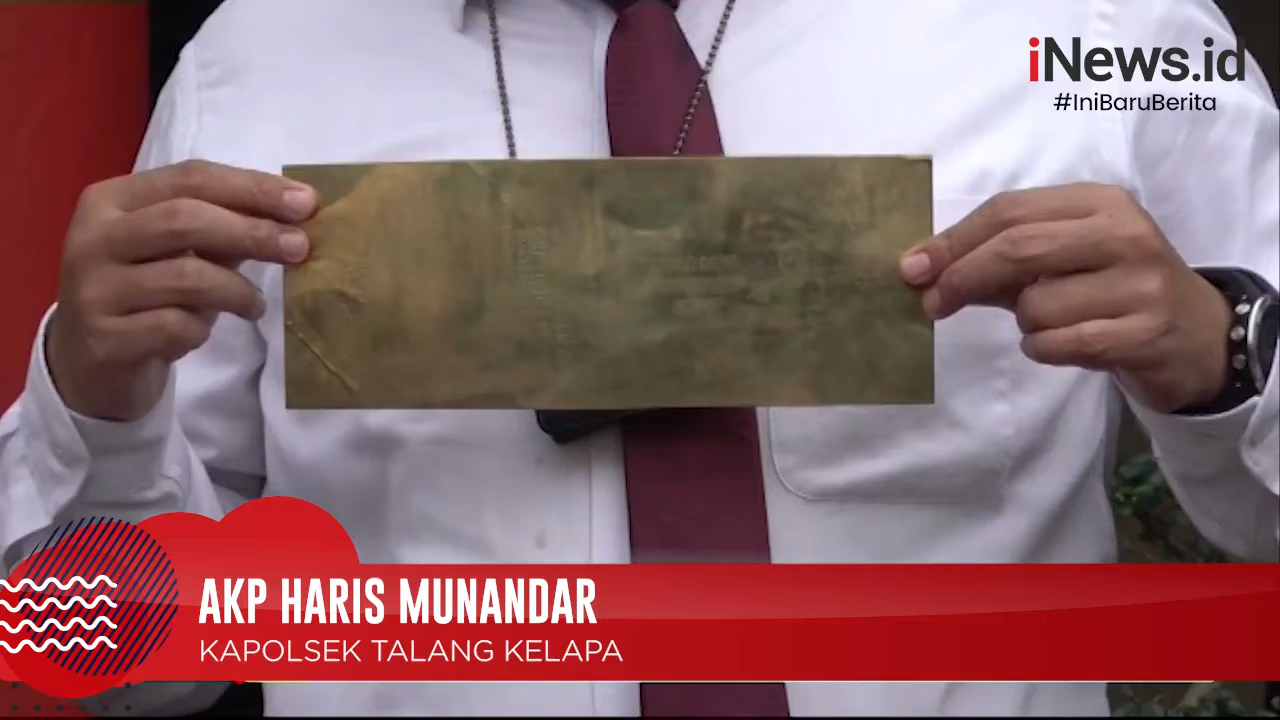 iNews.id
#IniBaruBerita
AKP HARIS MUNANDAR
KAPOLSEK TALANG KELAPA